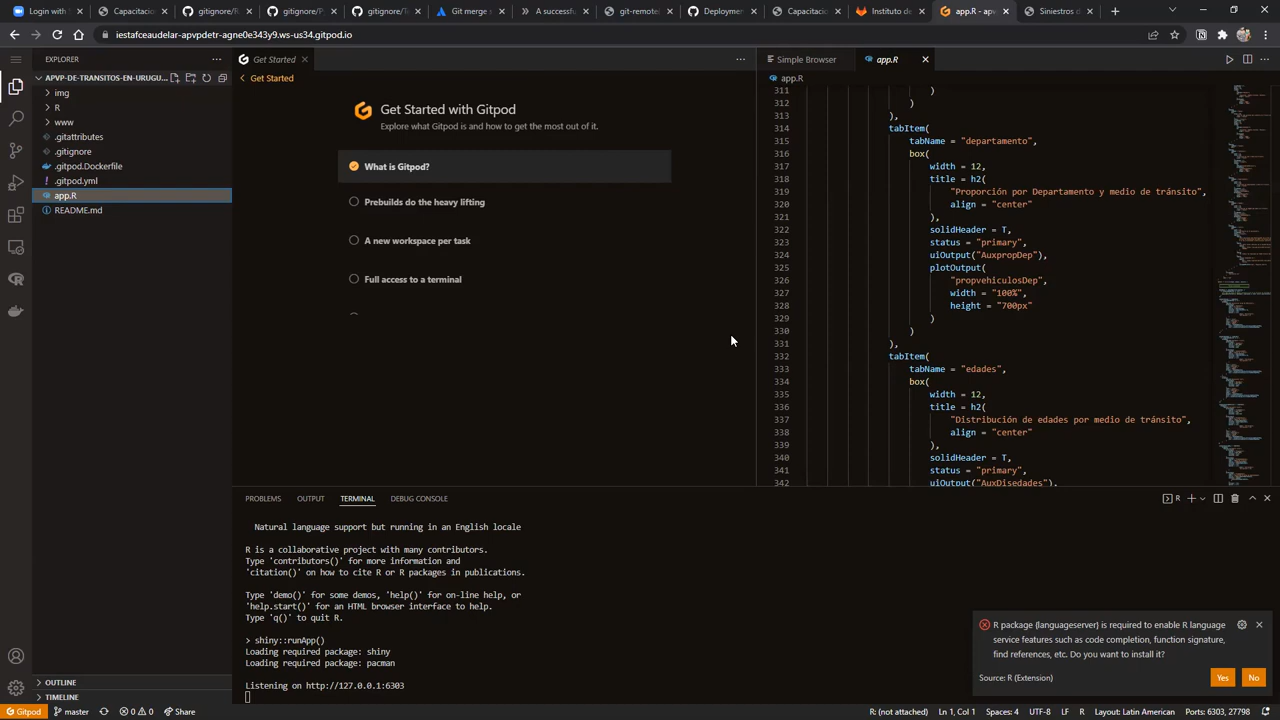 Login with
Capacitacio
gitignore/R
gitignore/Py
gitignore/Te
Git merge s
A successfu
git-remote
Deploymen
Capacitacio
Instituto de
app.R - apv
Siniestros d
iestafceaudelar-apvpdetr-agne0e343y9.ws-us34.gitpod.io
EXPLORER
APVP-DE-TRANSITOS-EN-URUGU...
img
R
www
.gitattributes
.gitignore
.gitpod.Dockerfile
.gitpod.yml
app.R
README.md
OUTLINE
TIMELINE
Get Started
Get Started
Get Started with Gitpod
Explore what Gitpod is and how to get the most out of it.
What is Gitpod?
Prebuilds do the heavy lifting
A new workspace per task
Full access to a terminal
Simple Browser
app.R
app.R
311 )
312 )
313 ),
314 tabItem(
315 tabName = "departamento",
316 box(
317 width = 12,
318 title = h2(
319 "Proporción por Departamento y medio de tránsito",
320 align = "center"
321 ),
322 solidHeader = T,
323 status = "primary",
324 uiOutput("AuxpropDep"),
325 plotOutput(
326 "propvehiculosDep",
327 width = "100%",
328 height = "700px"
329 )
330 )
331 ),
332 tabItem(
333 tabName = "edades",
334 box(
335 width = 12,
336 title = h2(
337 "Distribución de edades por medio de tránsito",
338 align = "center"
339 ),
340 solidHeader = T,
341 status = "primary",
342 uiOutput("AuxDisedades"),
PROBLEMS OUTPUT TERMINAL DEBUG CONSOLE
R
Natural language support but running in an English locale
R is a collaborative project with many contributors.
Type 'contributors()' for more information and
'citation()' on how to cite R or R packages in publications.
Type 'demo()' for some demos, 'help()' for on-line help, or
'help.start()' for an HTML browser interface to help.
Type 'q()' to quit R.
> shiny::runApp()
Loading required package: shiny
Loading required package: pacman
Listening on http://127.0.0.1:6303
R package {languageserver} is required to enable R language
service features such as code completion, function signature,
find references, etc. Do you want to install it?
Source: R (Extension)
Yes
No
Gitpod master 0 0 Share
R: (not attached) Ln 1, Col 1 Spaces: 4 UTF-8 LF R Layout: Latin American Ports: 6303, 27798